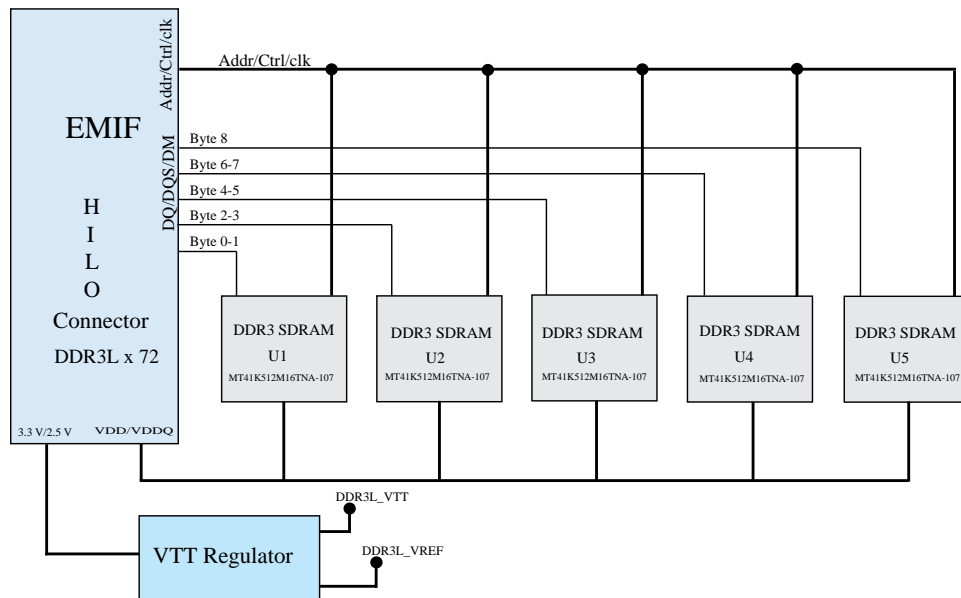 Addr/Ctrl/clk
Addr/Ctrl/clk
EMIF
H
I
L
O
Connector
DDR3L x 72
DQ/DQS/DM
Byte 8
Byte 6-7
Byte 4-5
Byte 2-3
Byte 0-1
3.3 V/2.5 V
VDD/VDDQ
DDR3 SDRAM
U1
MT41K512M16TNA-107
DDR3 SDRAM
U2
MT41K512M16TNA-107
DDR3 SDRAM
U3
MT41K512M16TNA-107
DDR3 SDRAM
U4
MT41K512M16TNA-107
DDR3 SDRAM
U5
MT41K512M16TNA-107
DDR3L_VTT
VTT Regulator
DDR3L_VREF